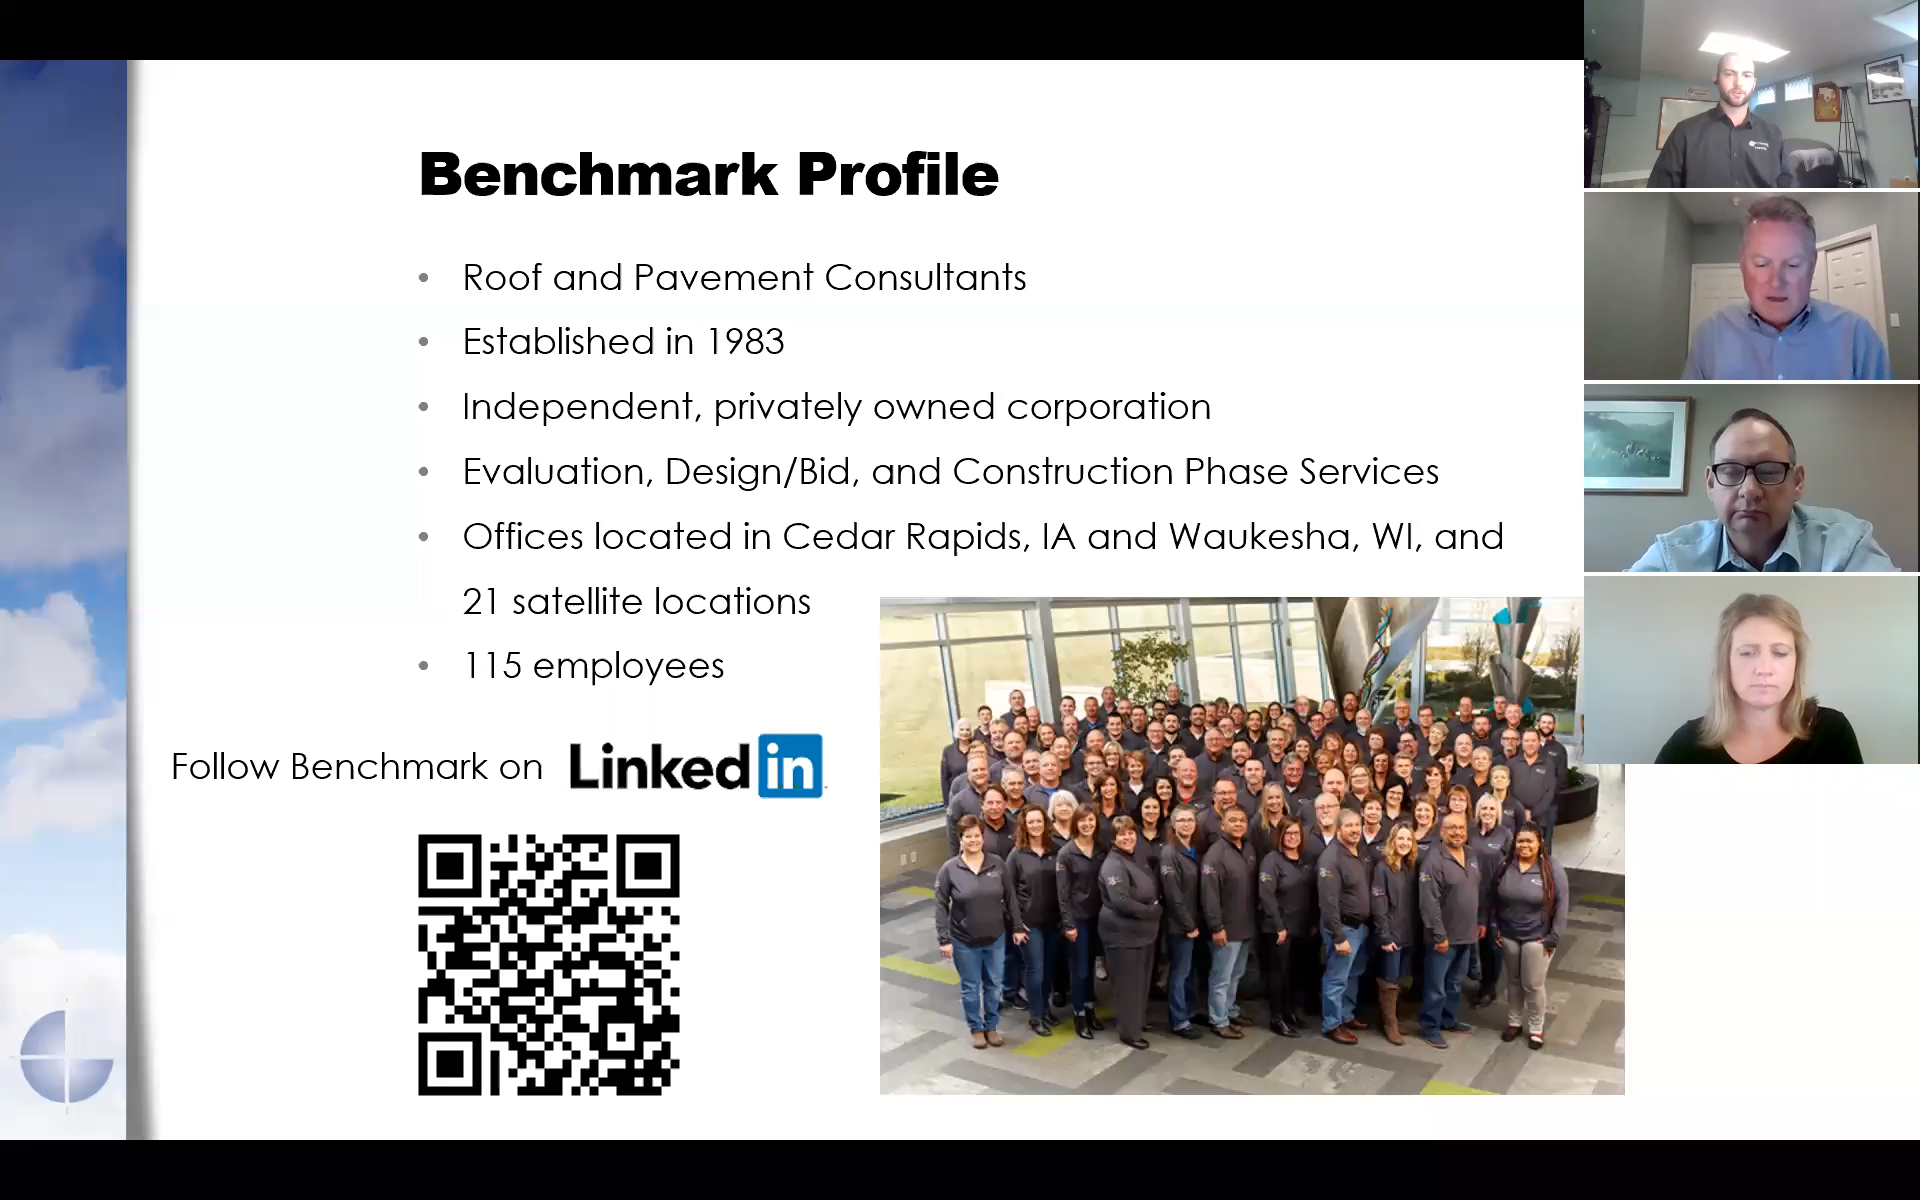 Benchmark Profile
• Roof and Pavement Consultants
• Established in 1983
• Independent, privately owned corporation
• Evaluation, Design/Bid, and Construction Phase Services
• Offices located in Cedar Rapids, IA and Waukesha, WI, and
21 satellite locations
• 115 employees
Follow Benchmark on LinkedIn